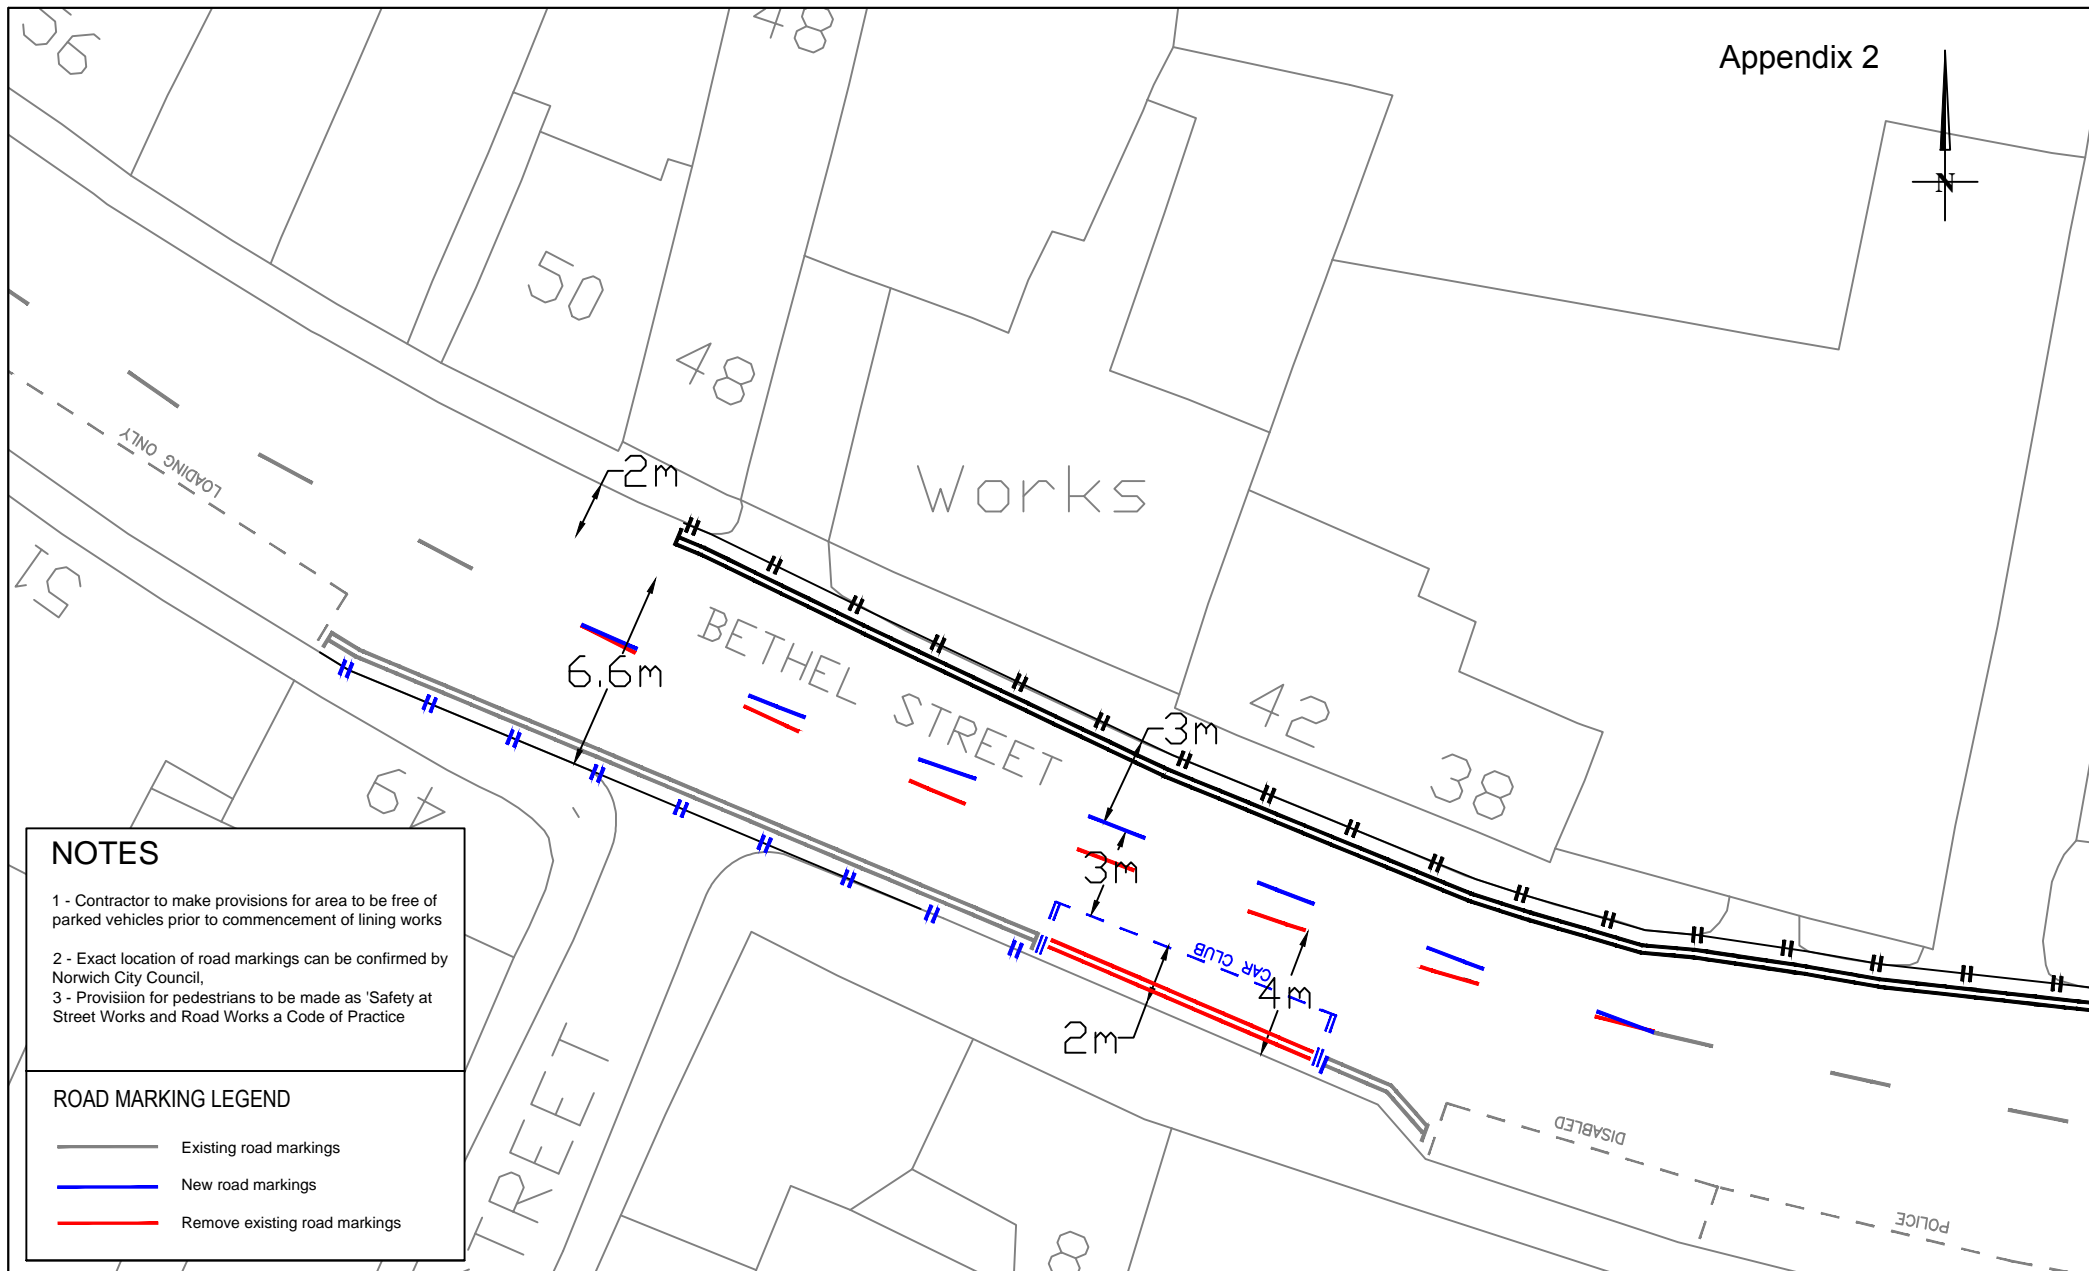 Appendix 2
N
56
48
50
48
Works
LOADING ONLY
2m
51
BETHEL STREET
6.6m
42
3m
38
49
3m
CAR CLUB
4m
2m
DISABLED
POLICE
TREET
8
NOTES
1 - Contractor to make provisions for area to be free of
parked vehicles prior to commencement of lining works
2 - Exact location of road markings can be confirmed by
Norwich City Council,
3 - Provisiion for pedestrians to be made as 'Safety at
Street Works and Road Works a Code of Practice
ROAD MARKING LEGEND
Existing road markings
New road markings
Remove existing road markings